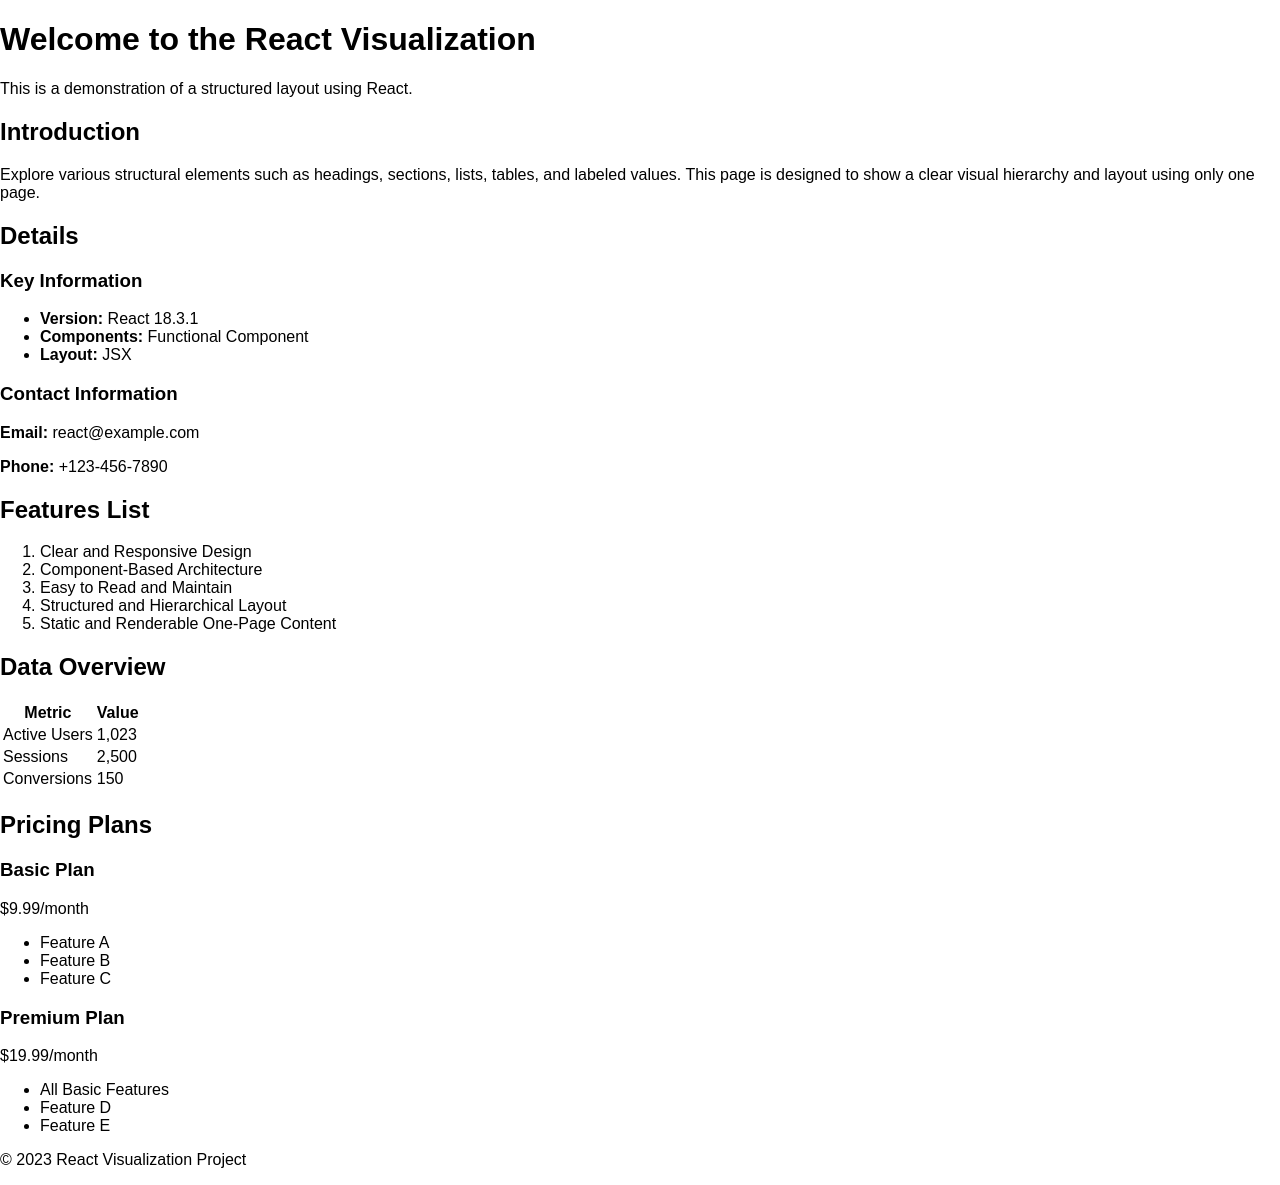 Welcome to the React Visualization
This is a demonstration of a structured layout using React.
Introduction
Explore various structural elements such as headings, sections, lists, tables, and labeled values. This page is designed to show a clear visual hierarchy and layout using only one
page.
Details
Key Information
• Version: React 18.3.1
• Components: Functional Component
• Layout: JSX
Contact Information
Email: react@example.com
Phone: +123-456-7890
Features List
1. Clear and Responsive Design
2. Component-Based Architecture
3. Easy to Read and Maintain
4. Structured and Hierarchical Layout
5. Static and Renderable One-Page Content
Data Overview
Metric Value
Active Users 1,023
Sessions 2,500
Conversions 150
Pricing Plans
Basic Plan
$9.99/month
• Feature A
• Feature B
• Feature C
Premium Plan
$19.99/month
• All Basic Features
• Feature D
• Feature E
© 2023 React Visualization Project